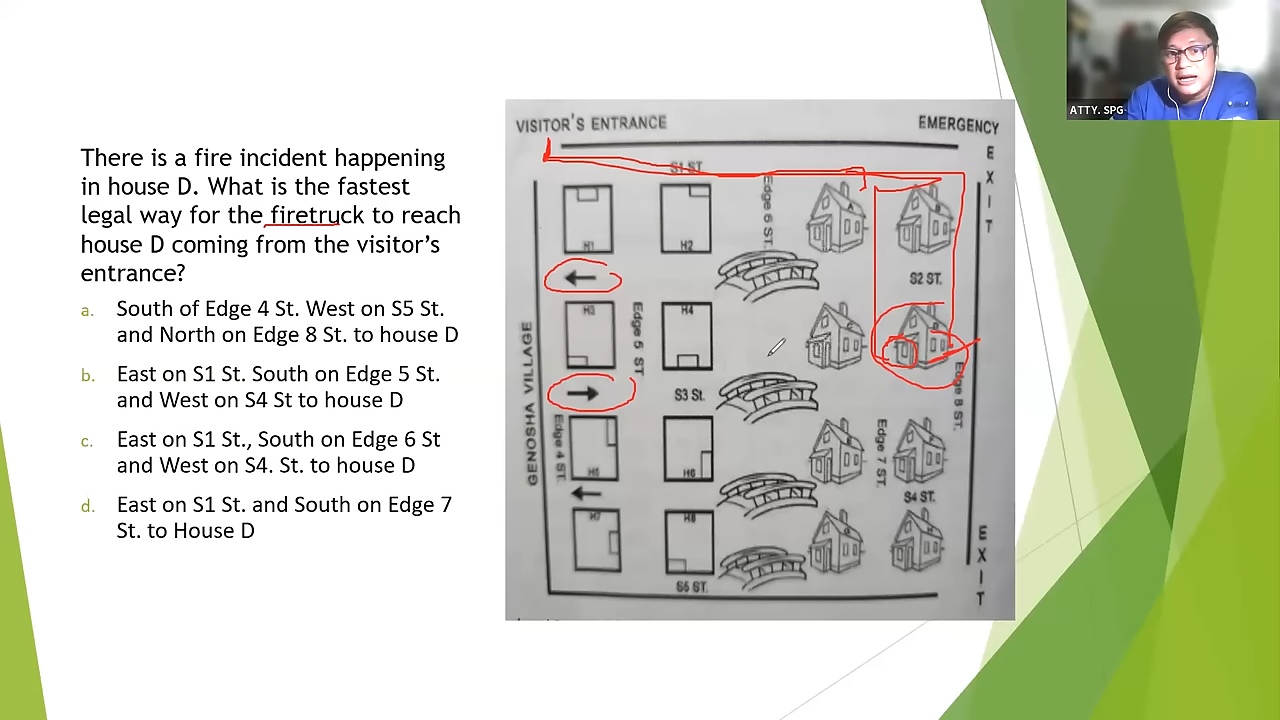 ATTY. SPG
There is a fire incident happening
in house D. What is the fastest
legal way for the firetruck to reach
house D coming from the visitor's
entrance?
a. South of Edge 4 St. West on S5 St.
and North on Edge 8 St. to house D
b. East on S1 St. South on Edge 5 St.
and West on S4 St to house D
c. East on S1 St., South on Edge 6 St
and West on S4. St. to house D
d. East on S1 St. and South on Edge 7
St. to House D
VISITOR'S ENTRANCE
EMERGENCY
EXIT
S1 ST
Edge 6 ST.
A
B
H1
H2
S2 ST.
H3
H4
Edge 5 ST
C
D
GENOSHA VILLAGE
S3 St.
Edge 8 ST.
Edge 4 ST.
H5
H6
Edge 7 ST.
S4 ST.
H7
H8
G
H
S5 ST.
EXIT